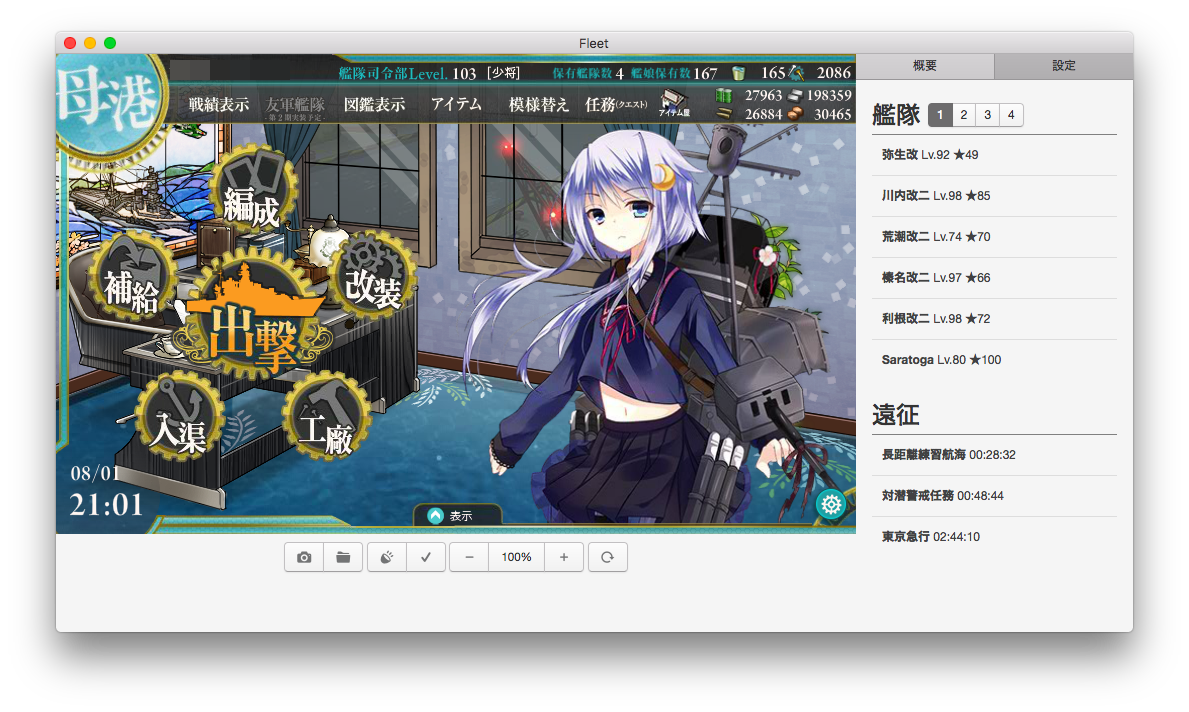 Fleet
母港
艦隊司令部Level. 103 [少将]
保有艦隊数 4 艦娘保有数 167
165
2086
戦績表示
友軍艦隊
- 第2期実装予定 -
図鑑表示
アイテム
模様替え
任務(クエスト)
アイテム屋
27963 198359
26884 30465
編成
補給
改装
出撃
入渠
工廠
08/01
21:01
表示
100%
概要
設定
艦隊 1 2 3 4
弥生改 Lv.92 ★49
川内改二 Lv.98 ★85
荒潮改二 Lv.74 ★70
榛名改二 Lv.97 ★66
利根改二 Lv.98 ★72
Saratoga Lv.80 ★100
遠征
長距離練習航海 00:28:32
対潜警戒任務 00:48:44
東京急行 02:44:10